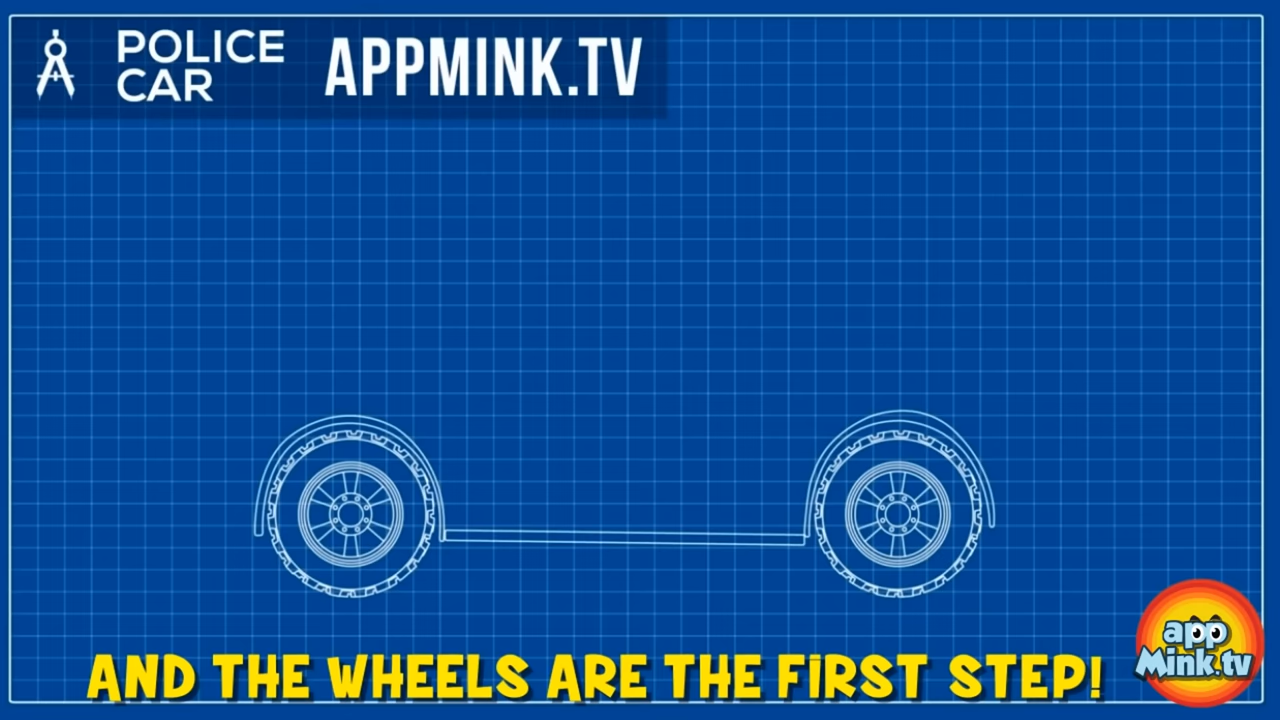 POLICE
CAR
APPMINK.TV
AND THE WHEELS ARE THE FIRST STEP!
app
Mink.tv